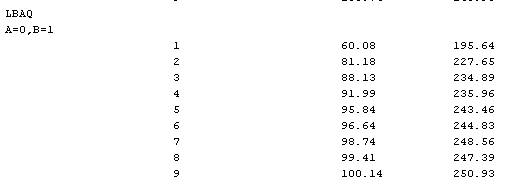 LBAQ
A=0,B=1
1 60.08 195.64
2 81.18 227.65
3 88.13 234.89
4 91.99 235.96
5 95.84 243.46
6 96.64 244.83
7 98.74 248.56
8 99.41 247.39
9 100.14 250.93